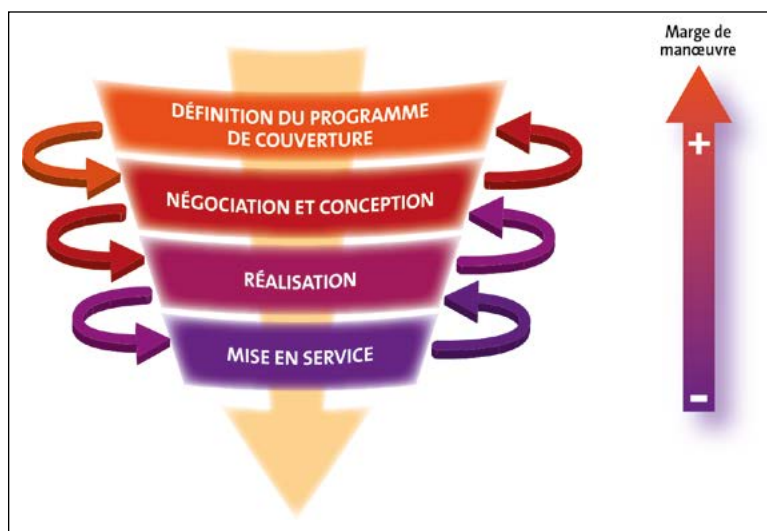 Marge de
manœuvre
DÉFINITION DU PROGRAMME
DE COUVERTURE
+
NÉGOCIATION ET CONCEPTION
RÉALISATION
MISE EN SERVICE
-